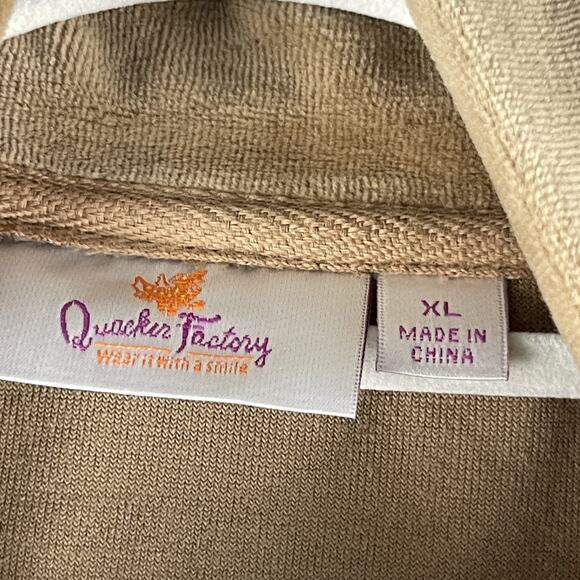 Quacker Factory
Wear it with a smile
XL
MADE IN
CHINA